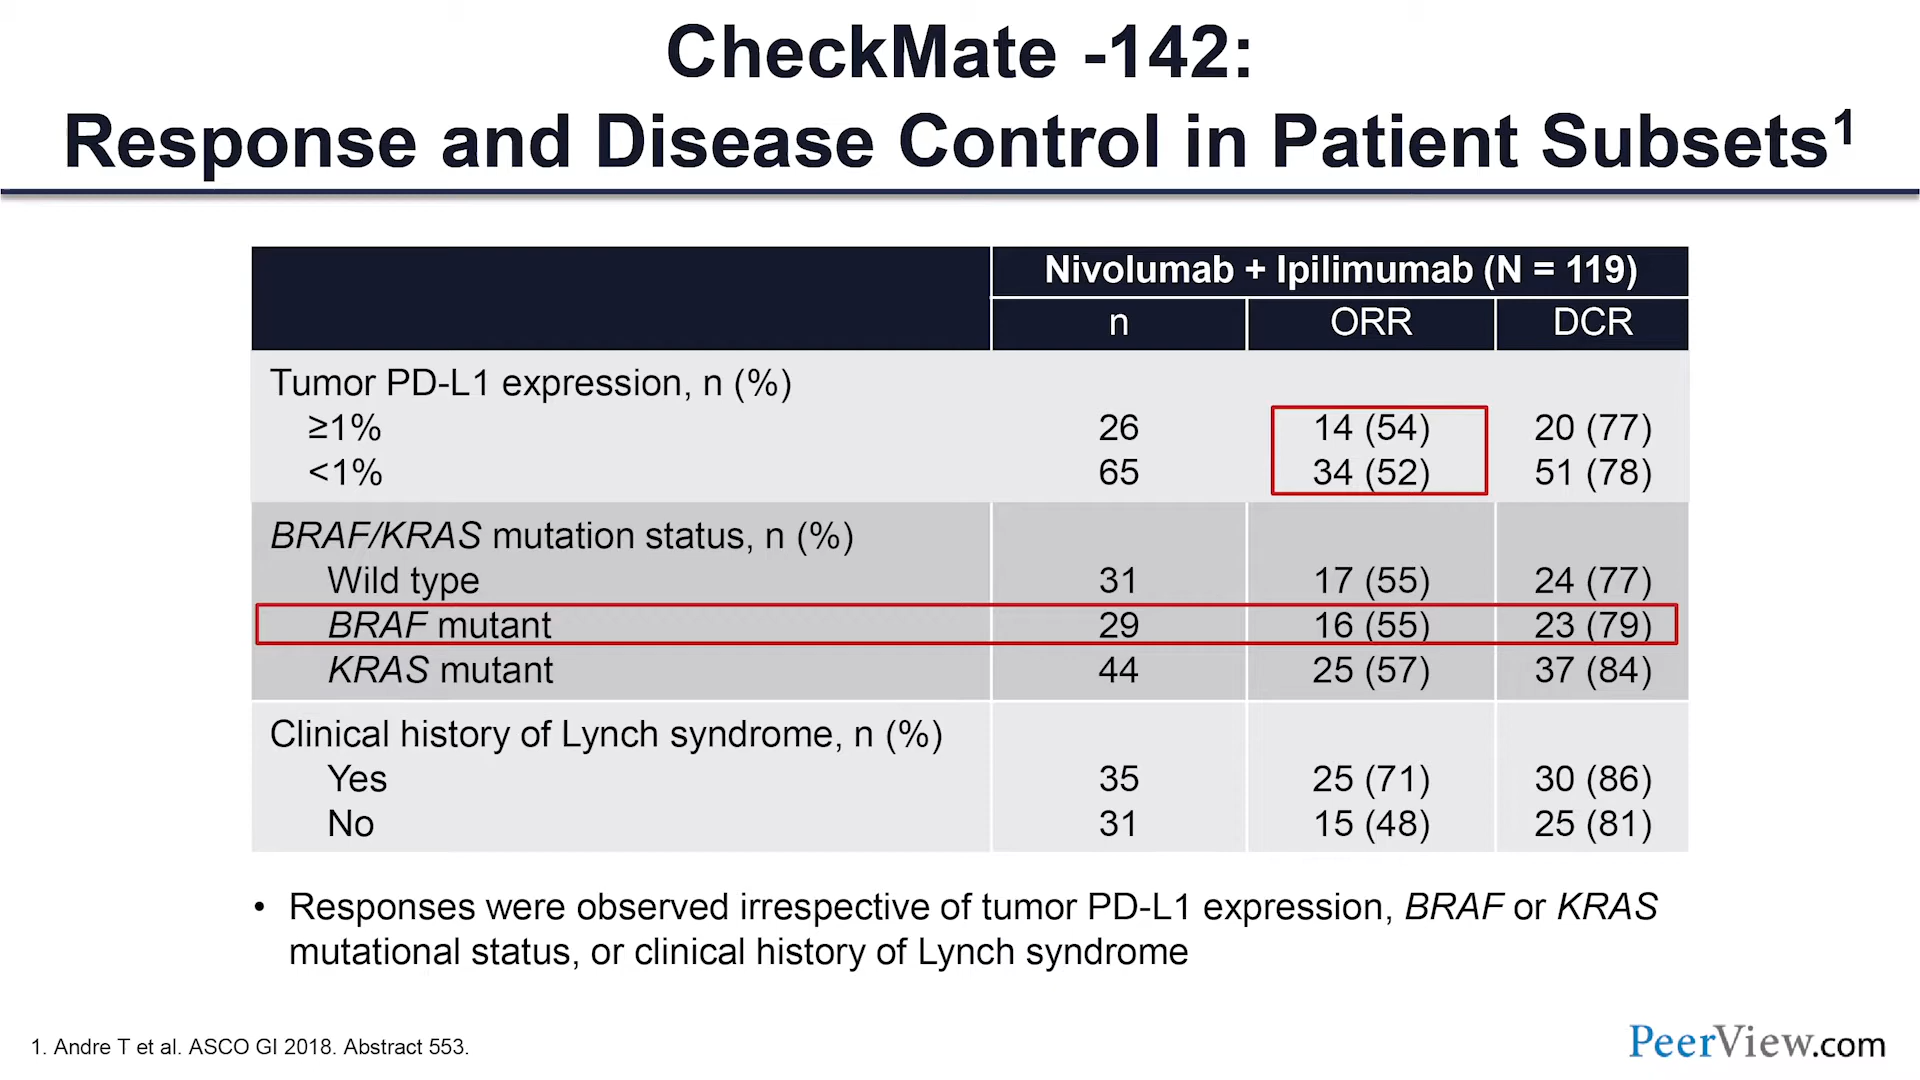 CheckMate -142:
Response and Disease Control in Patient Subsets¹
Nivolumab + Ipilimumab (N = 119)
n ORR DCR
Tumor PD-L1 expression, n (%)
≥1% 26 14 (54) 20 (77)
<1% 65 34 (52) 51 (78)
BRAF/KRAS mutation status, n (%)
Wild type 31 17 (55) 24 (77)
BRAF mutant 29 16 (55) 23 (79)
KRAS mutant 44 25 (57) 37 (84)
Clinical history of Lynch syndrome, n (%)
Yes 35 25 (71) 30 (86)
No 31 15 (48) 25 (81)
• Responses were observed irrespective of tumor PD-L1 expression, BRAF or KRAS
mutational status, or clinical history of Lynch syndrome
1. Andre T et al. ASCO GI 2018. Abstract 553.
PeerView.com